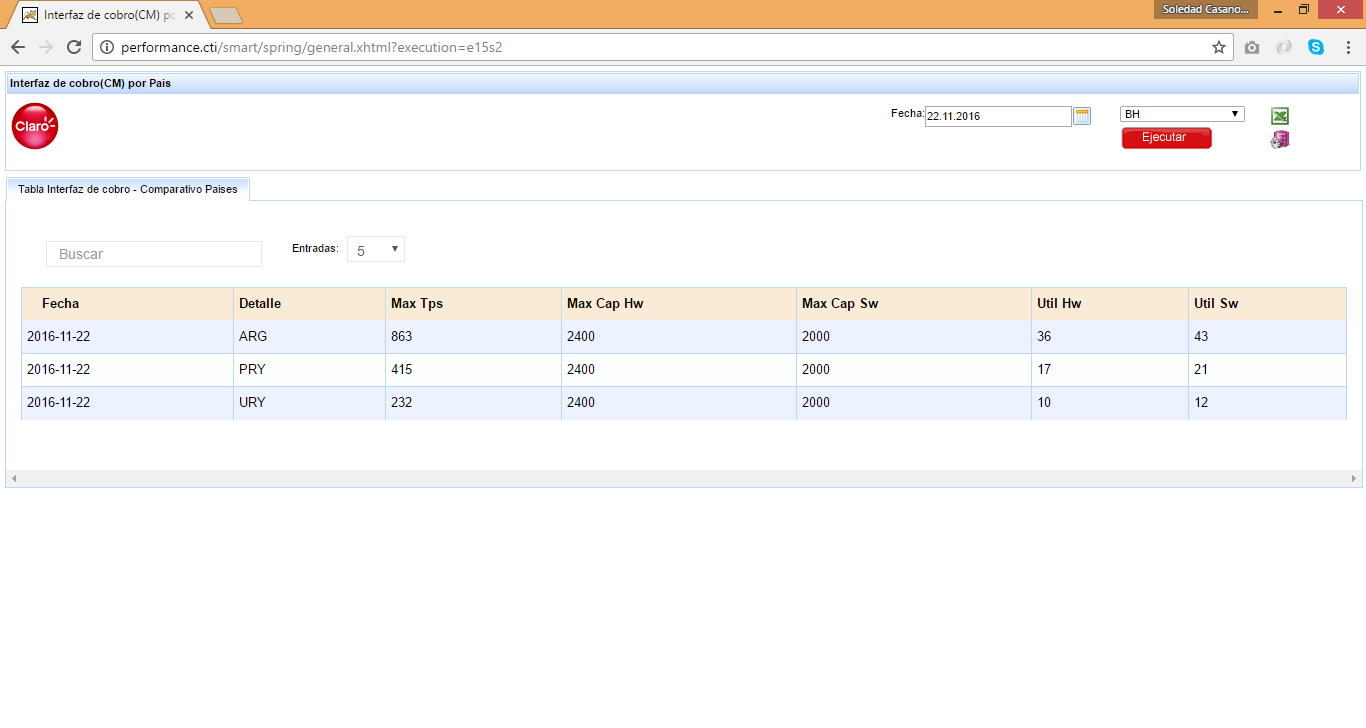 Interfaz de cobro(CM) po
Soledad Casano...
performance.cti/smart/spring/general.xhtml?execution=e15s2
Interfaz de cobro(CM) por Pais
Claro
Fecha: 22.11.2016
BH
Ejecutar
Tabla Interfaz de cobro - Comparativo Paises
Buscar
Entradas: 5
Fecha Detalle Max Tps Max Cap Hw Max Cap Sw Util Hw Util Sw
2016-11-22 ARG 863 2400 2000 36 43
2016-11-22 PRY 415 2400 2000 17 21
2016-11-22 URY 232 2400 2000 10 12